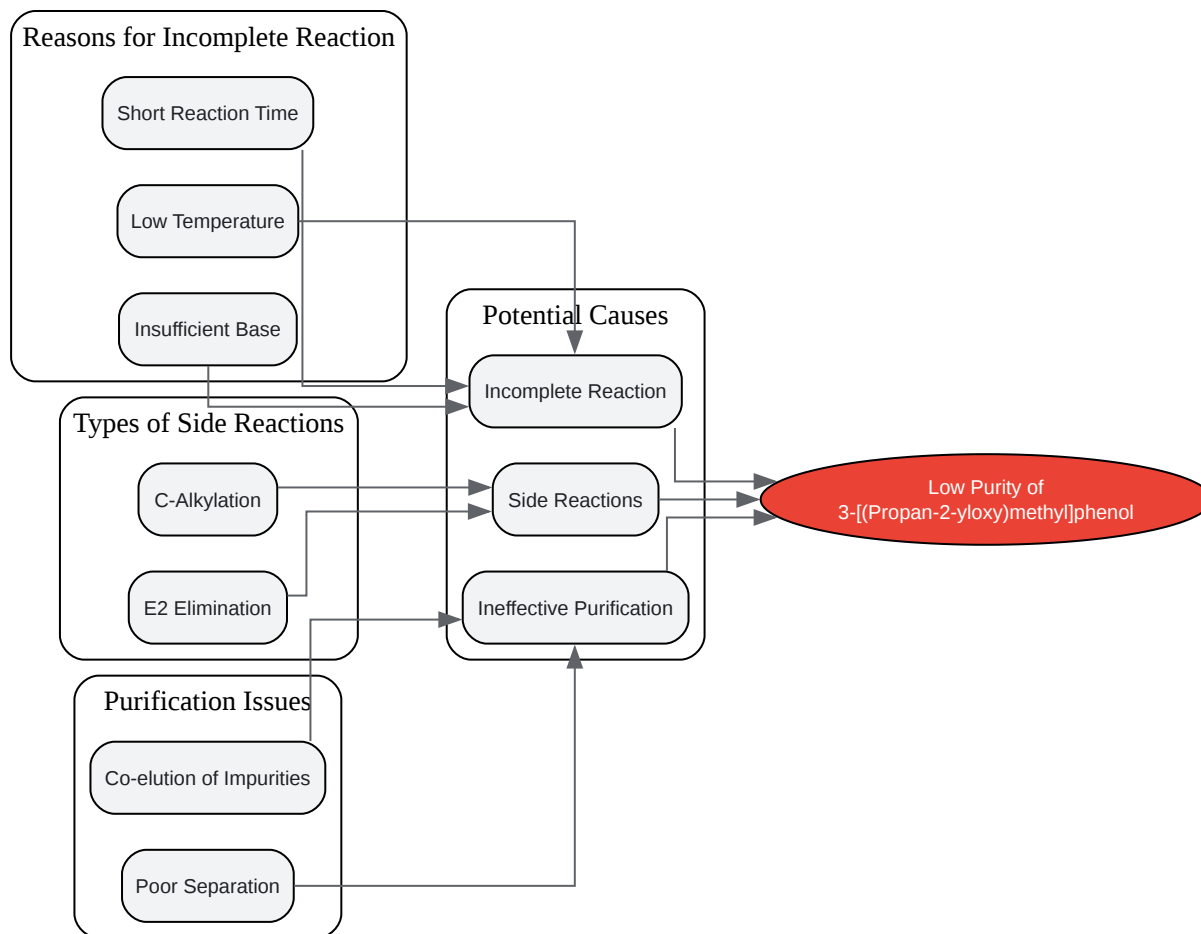 Reasons for Incomplete Reaction
Short Reaction Time
Low Temperature
Insufficient Base
Types of Side Reactions
C-Alkylation
E2 Elimination
Purification Issues
Co-elution of Impurities
Poor Separation
Potential Causes
Incomplete Reaction
Side Reactions
Ineffective Purification
Low Purity of
3-[(Propan-2-yloxy)methyl]phenol